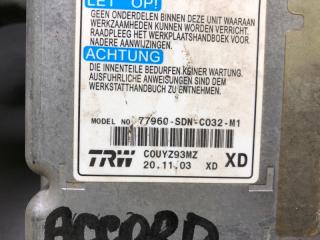 LET OP!
GEEN ONDERDELEN BINNEN DEZE UNIT WAARAAN
WERKZAAMHEDEN KUNNEN WORDEN VERRICHT.
RAADPLEEG HET WERKPLAATSHANDBOEK VOOR
NADERE AANWIJZINGEN.
ACHTUNG
DIE INNENTEILE BEDÜRFEN KEINER WARTUNG.
AUSFÜHRLICHE ANWEISUNGEN SIND DEM
WERKSTATTHANDBUCH ZU ENTNEHMEN.
MODEL NO 77960-SDN-C032-M1
TRW COUYZ93MZ XD
20.11.03 XD
ACCORD